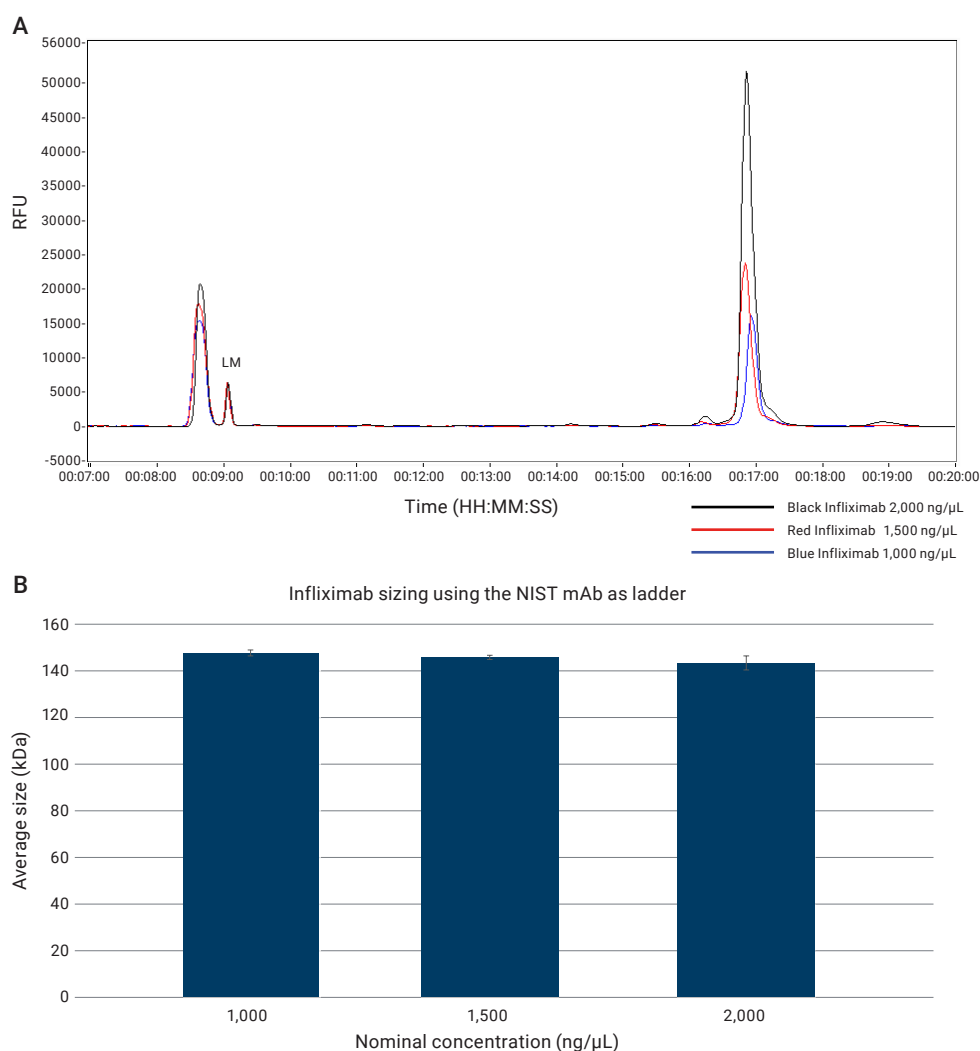 A
56000-
50000-
45000-
40000-
35000-
30000-
25000-
20000-
15000-
10000-
5000-
0-
-5000-
RFU
LM
00:07:00 00:08:00 00:09:00 00:10:00 00:11:00 00:12:00 00:13:00 00:14:00 00:15:00 00:16:00 00:17:00 00:18:00 00:19:00 00:20:00
Time (HH:MM:SS)
Black Infliximab 2,000 ng/µL
Red Infliximab 1,500 ng/µL
Blue Infliximab 1,000 ng/µL
B
Infliximab sizing using the NIST mAb as ladder
160
140
120
100
80
60
40
20
0
Average size (kDa)
1,000 1,500 2,000
Nominal concentration (ng/µL)